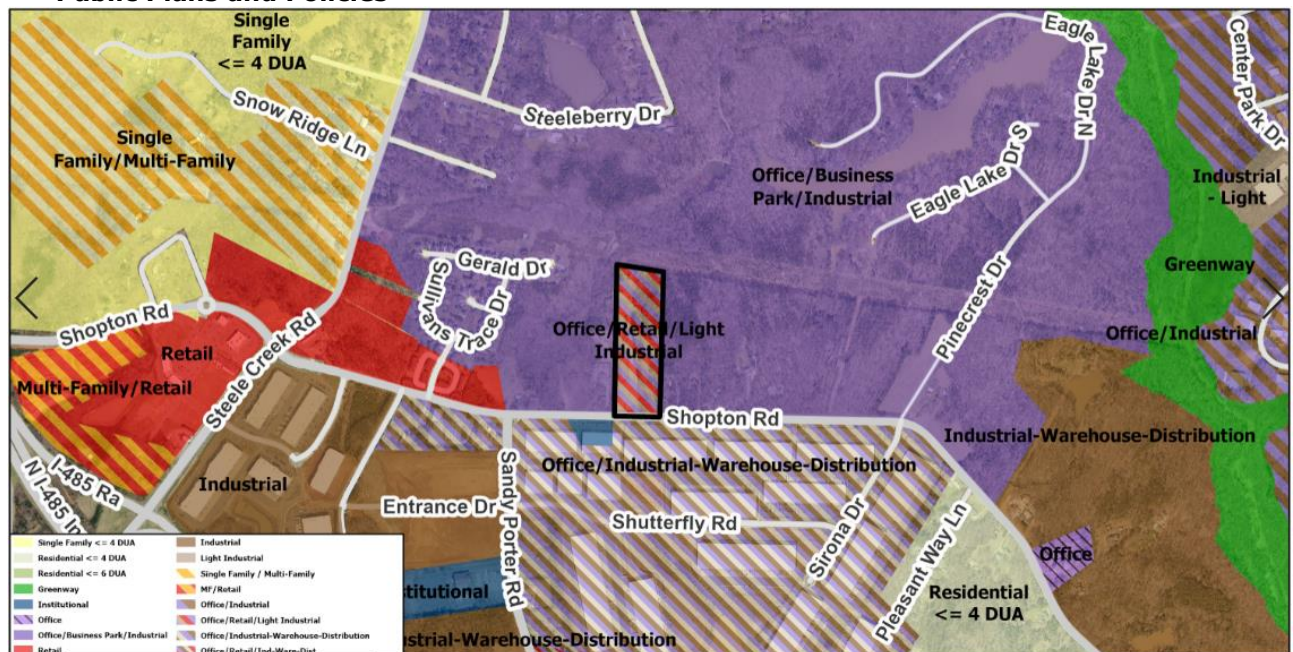 Public Plans and Policies
Single
Family
<= 4 DUA
Snow Ridge Ln
Single
Family/Multi-Family
Steeleberry Dr
Eagle Lake Dr N
Center Park Dr
Office/Business
Park/Industrial
Eagle Lake Dr S
Industrial
- Light
Greenway
Gerald Dr
Sullivans Trace Dr
Pinecrest Dr
Office/Retail/Light
Industrial
Office/Industrial
Shopton Rd
Retail
Steele Creek Rd
Multi-Family/Retail
Shopton Rd
Industrial-Warehouse-Distribution
Office/Industrial-Warehouse-Distribution
I-485 Ra
N I-485 In
Industrial
Entrance Dr
Sandy Porter Rd
Shutterfly Rd
Sirona Dr
Pleasant Way Ln
Office
Residential
<= 4 DUA
stitutional
ustrial-Warehouse-Distribution
Single Family <= 4 DUA
Residential <= 4 DUA
Residential <= 6 DUA
Greenway
Institutional
Office
Office/Business Park/Industrial
Retail
Industrial
Light Industrial
Single Family / Multi-Family
MF/Retail
Office/Industrial
Office/Retail/Light Industrial
Office/Industrial-Warehouse-Distribution
Office/Retail/Ind-Ware-Dist